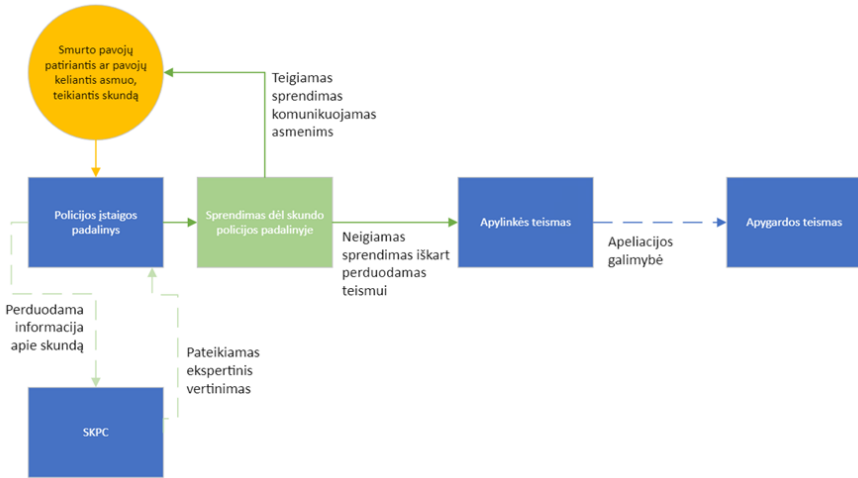 Smurto pavojų
patiriantis ar pavojų
keliantis asmuo,
teikiantis skundą
Teigiamas
sprendimas
komunikuojamas
asmenims
Policijos įstaigos
padalinys
Sprendimas dėl skundo
policijos padalinyje
Apylinkės teismas
Apygardos teismas
Neigiamas
sprendimas iškart
perduodamas
teismui
Apeliacijos
galimybė
Perduodama
informacija
apie skundą
Pateikiamas
ekspertinis
vertinimas
SKPC